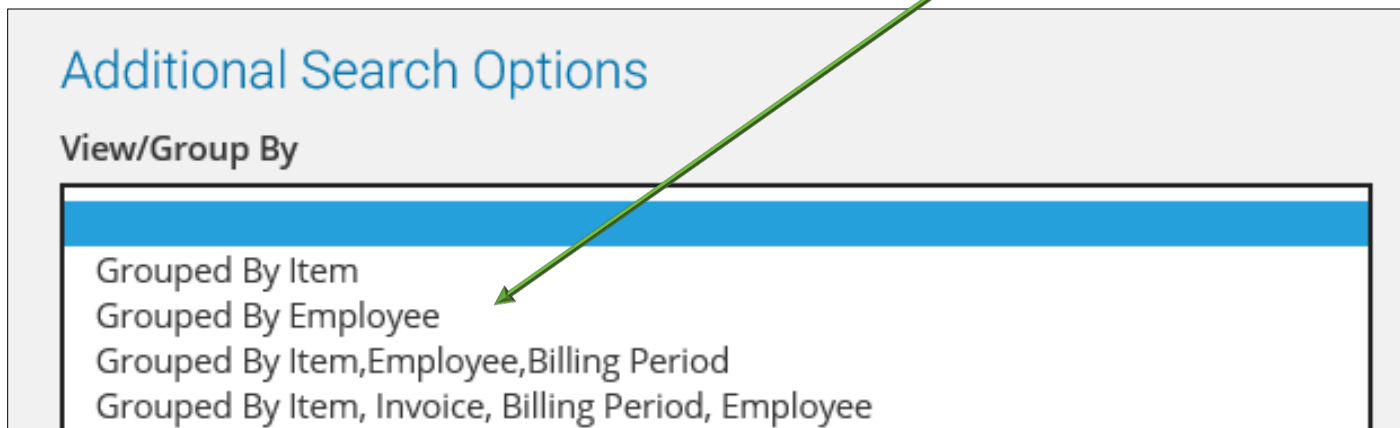 Additional Search Options
View/Group By
Grouped By Item
Grouped By Employee
Grouped By Item,Employee,Billing Period
Grouped By Item, Invoice, Billing Period, Employee